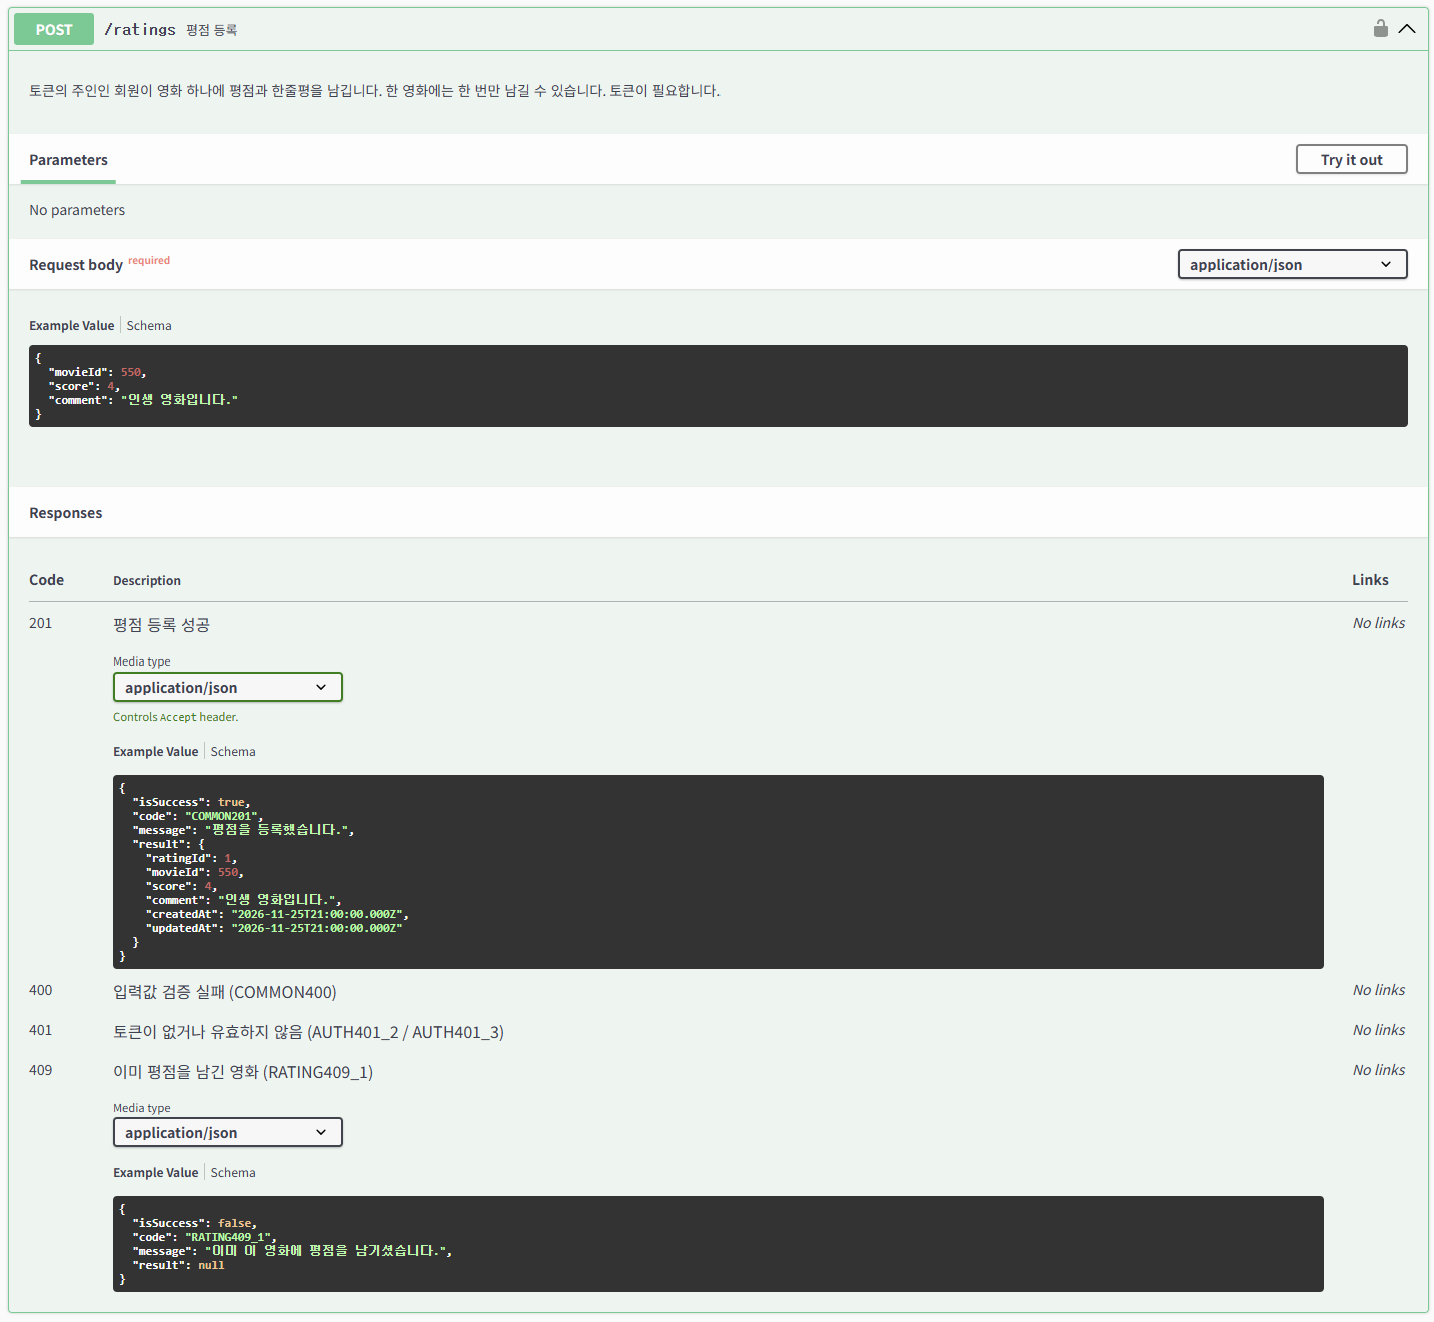 POST /ratings 평점 등록
토큰의 주인인 회원이 영화 하나에 평점과 한줄평을 남깁니다. 한 영화에는 한 번만 남길 수 있습니다. 토큰이 필요합니다.
Parameters
Try it out
No parameters
Request body required
application/json
Example Value Schema
{
"movieId": 550,
"score": 4,
"comment": "인생 영화입니다."
}
Responses
Code Description Links
201 평점 등록 성공 No links
Media type
application/json
Controls Accept header.
Example Value Schema
{
"isSuccess": true,
"code": "COMMON201",
"message": "평점을 등록했습니다.",
"result": {
"ratingId": 1,
"movieId": 550,
"score": 4,
"comment": "인생 영화입니다.",
"createdAt": "2026-11-25T21:00:00.000Z",
"updatedAt": "2026-11-25T21:00:00.000Z"
}
}
400 입력값 검증 실패 (COMMON400) No links
401 토큰이 없거나 유효하지 않음 (AUTH401_2 / AUTH401_3) No links
409 이미 평점을 남긴 영화 (RATING409_1) No links
Media type
application/json
Example Value Schema
{
"isSuccess": false,
"code": "RATING409_1",
"message": "이미 이 영화에 평점을 남기셨습니다.",
"result": null
}